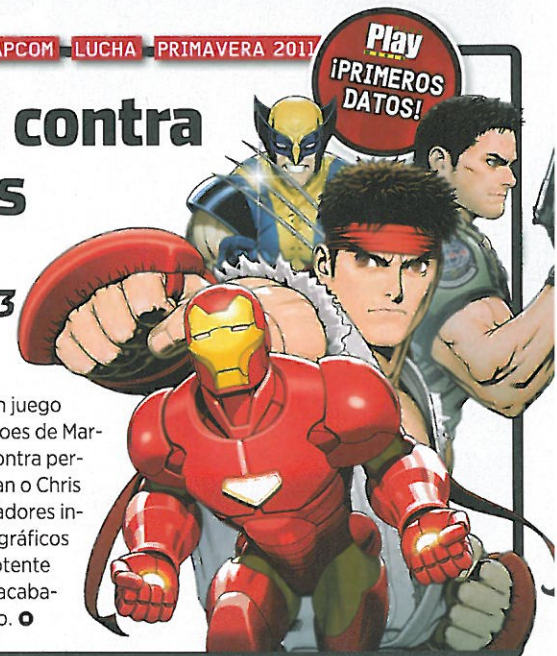 APCOM LUCHA PRIMAVERA 2011
Play
¡PRIMEROS
DATOS!
contra
s
3
n juego
oes de Mar-
ontra per-
an o Chris
adores in-
gráficos
otente
acaba-
o.